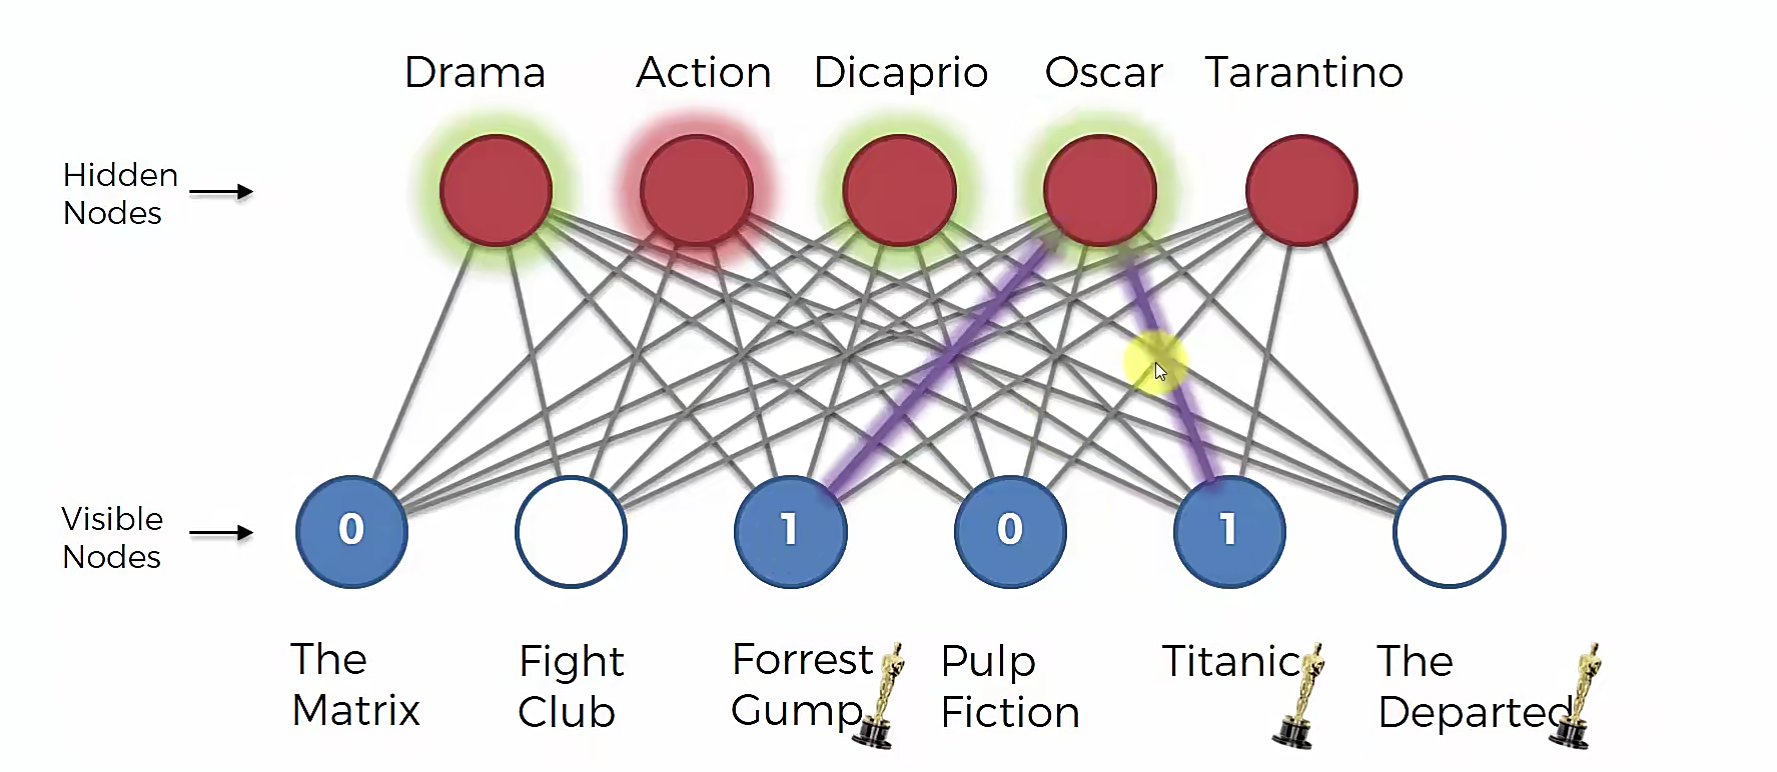 Drama Action Dicaprio Oscar Tarantino
Hidden
Nodes
Visible
Nodes
0 1 0 1
The
Matrix
Fight
Club
Forrest
Gump
Pulp
Fiction
Titanic
The
Departed